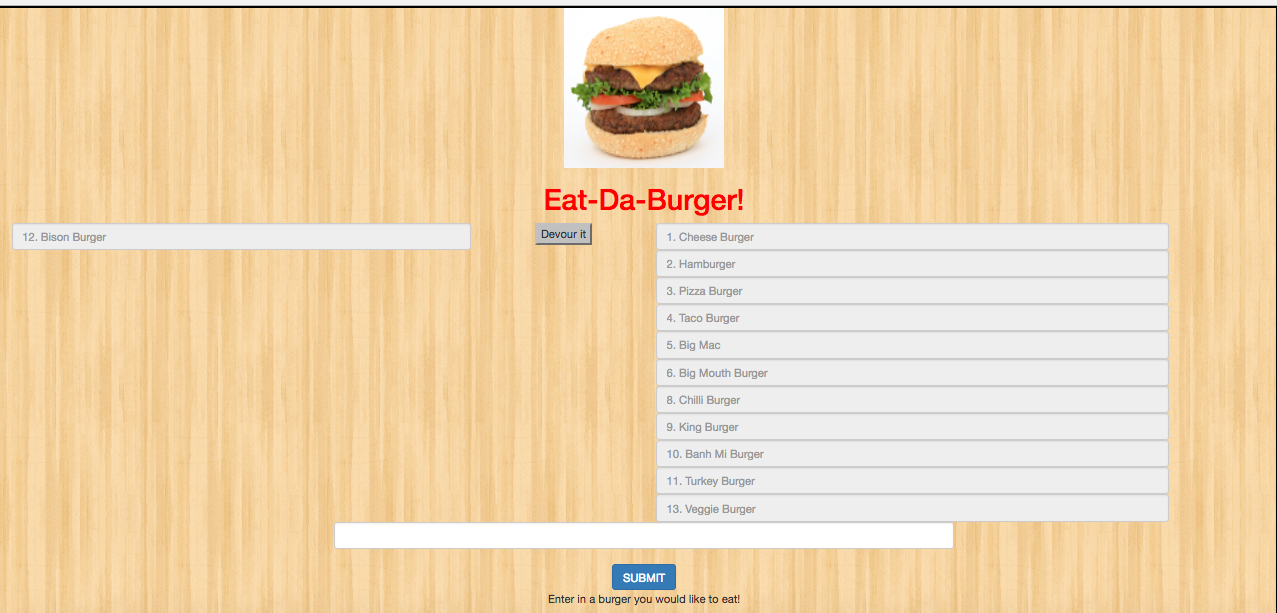 Eat-Da-Burger!
12. Bison Burger
Devour it
1. Cheese Burger
2. Hamburger
3. Pizza Burger
4. Taco Burger
5. Big Mac
6. Big Mouth Burger
8. Chilli Burger
9. King Burger
10. Banh Mi Burger
11. Turkey Burger
13. Veggie Burger
SUBMIT
Enter in a burger you would like to eat!